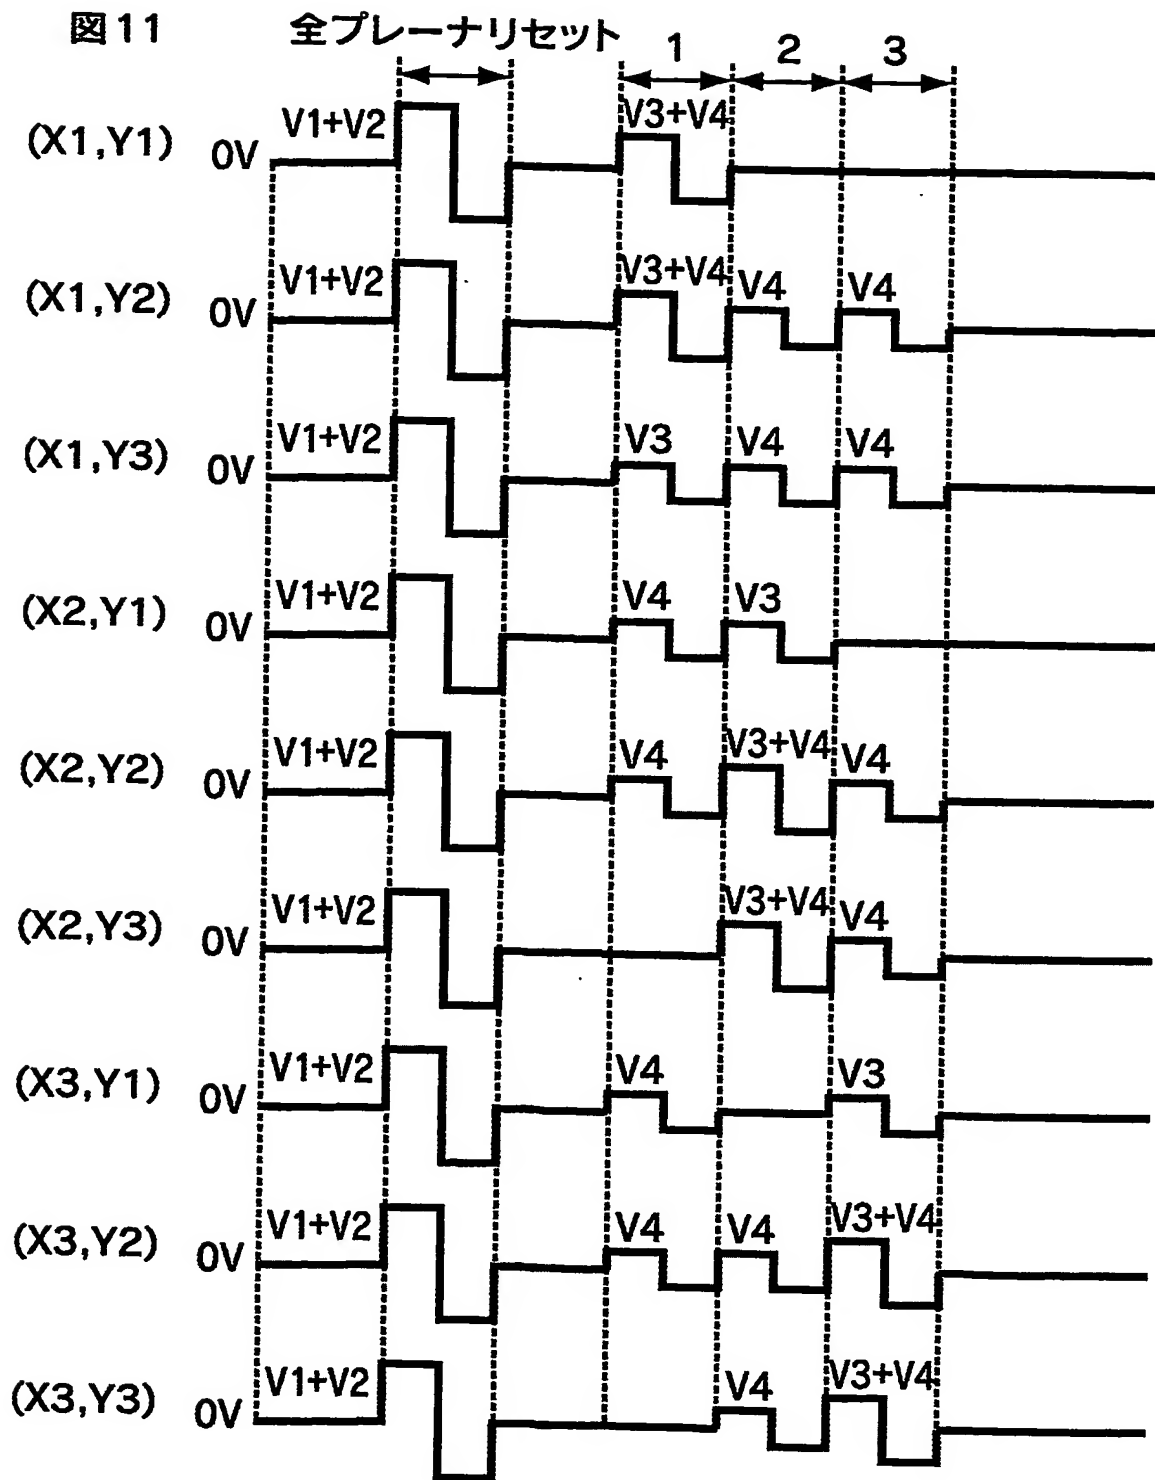 図11 全プレーナリセット 1 2 3
(X1,Y1) 0V V1+V2 V3+V4
(X1,Y2) 0V V1+V2 V3+V4 V4 V4
(X1,Y3) 0V V1+V2 V3 V4 V4
(X2,Y1) 0V V1+V2 V4 V3
(X2,Y2) 0V V1+V2 V4 V3+V4 V4
(X2,Y3) 0V V1+V2 V3+V4 V4
(X3,Y1) 0V V1+V2 V4 V3
(X3,Y2) 0V V1+V2 V4 V4 V3+V4
(X3,Y3) 0V V1+V2 V4 V3+V4